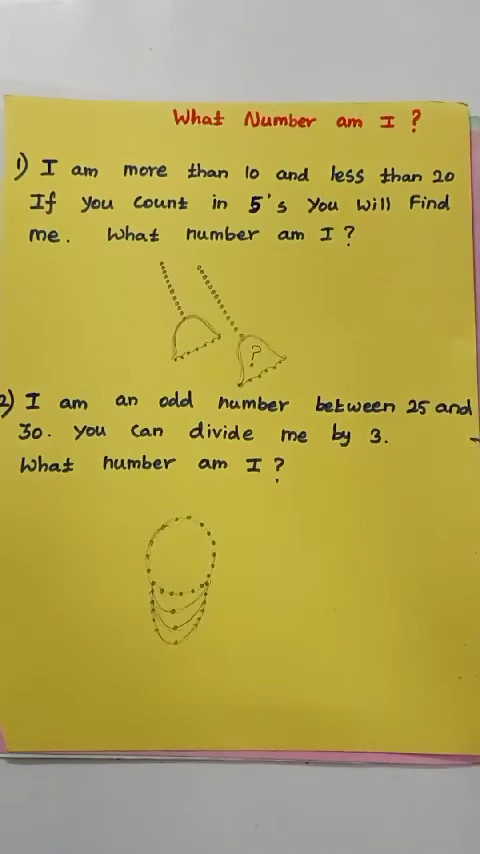 What Number am I ?
1) I am more than 10 and less than 20
If you count in 5's you will find
me. What number am I ?
?
2) I am an odd number between 25 and
30. you can divide me by 3.
What number am I ?